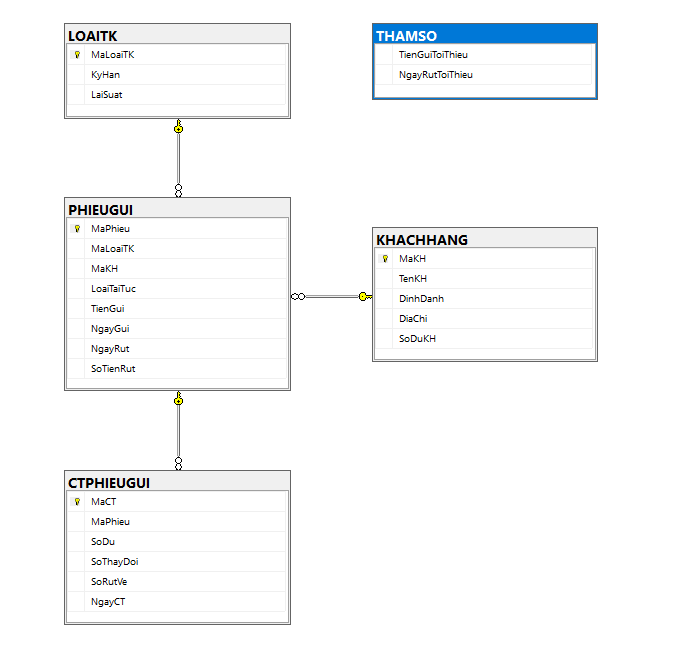 LOAITK
MaLoaiTK
KyHan
LaiSuat
THAMSO
TienGuiToiThieu
NgayRutToiThieu
PHIEUGUI
MaPhieu
MaLoaiTK
MaKH
LoaiTaiTuc
TienGui
NgayGui
NgayRut
SoTienRut
KHACHHANG
MaKH
TenKH
DinhDanh
DiaChi
SoDuKH
CTPHIEUGUI
MaCT
MaPhieu
SoDu
SoThayDoi
SoRutVe
NgayCT